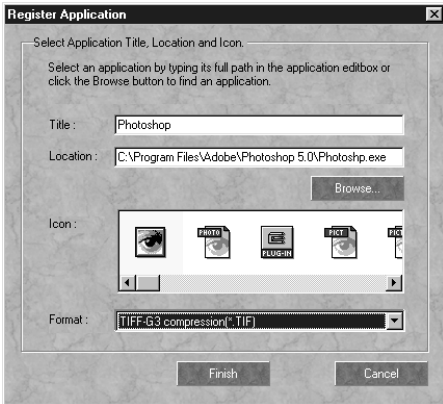 Register Application
Select Application Title, Location and Icon.
Select an application by typing its full path in the application editbox or
click the Browse button to find an application.
Title :
Photoshop
Location :
C:\Program Files\Adobe\Photoshop 5.0\Photoshp.exe
Browse...
Icon :
PHOTO
PLUG-IN
PICT
PICT
Format :
TIFF-G3 compression(*.TIF)
Finish
Cancel